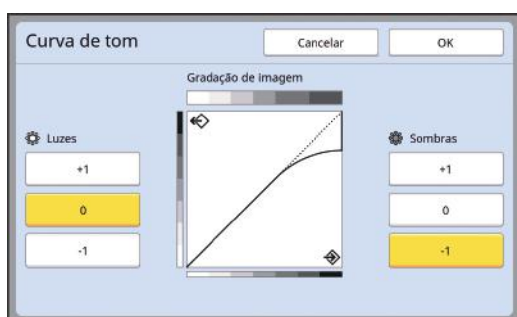 Curva de tom
Cancelar
OK
Gradação de imagem
Luzes
+1
0
-1
Sombras
+1
0
-1